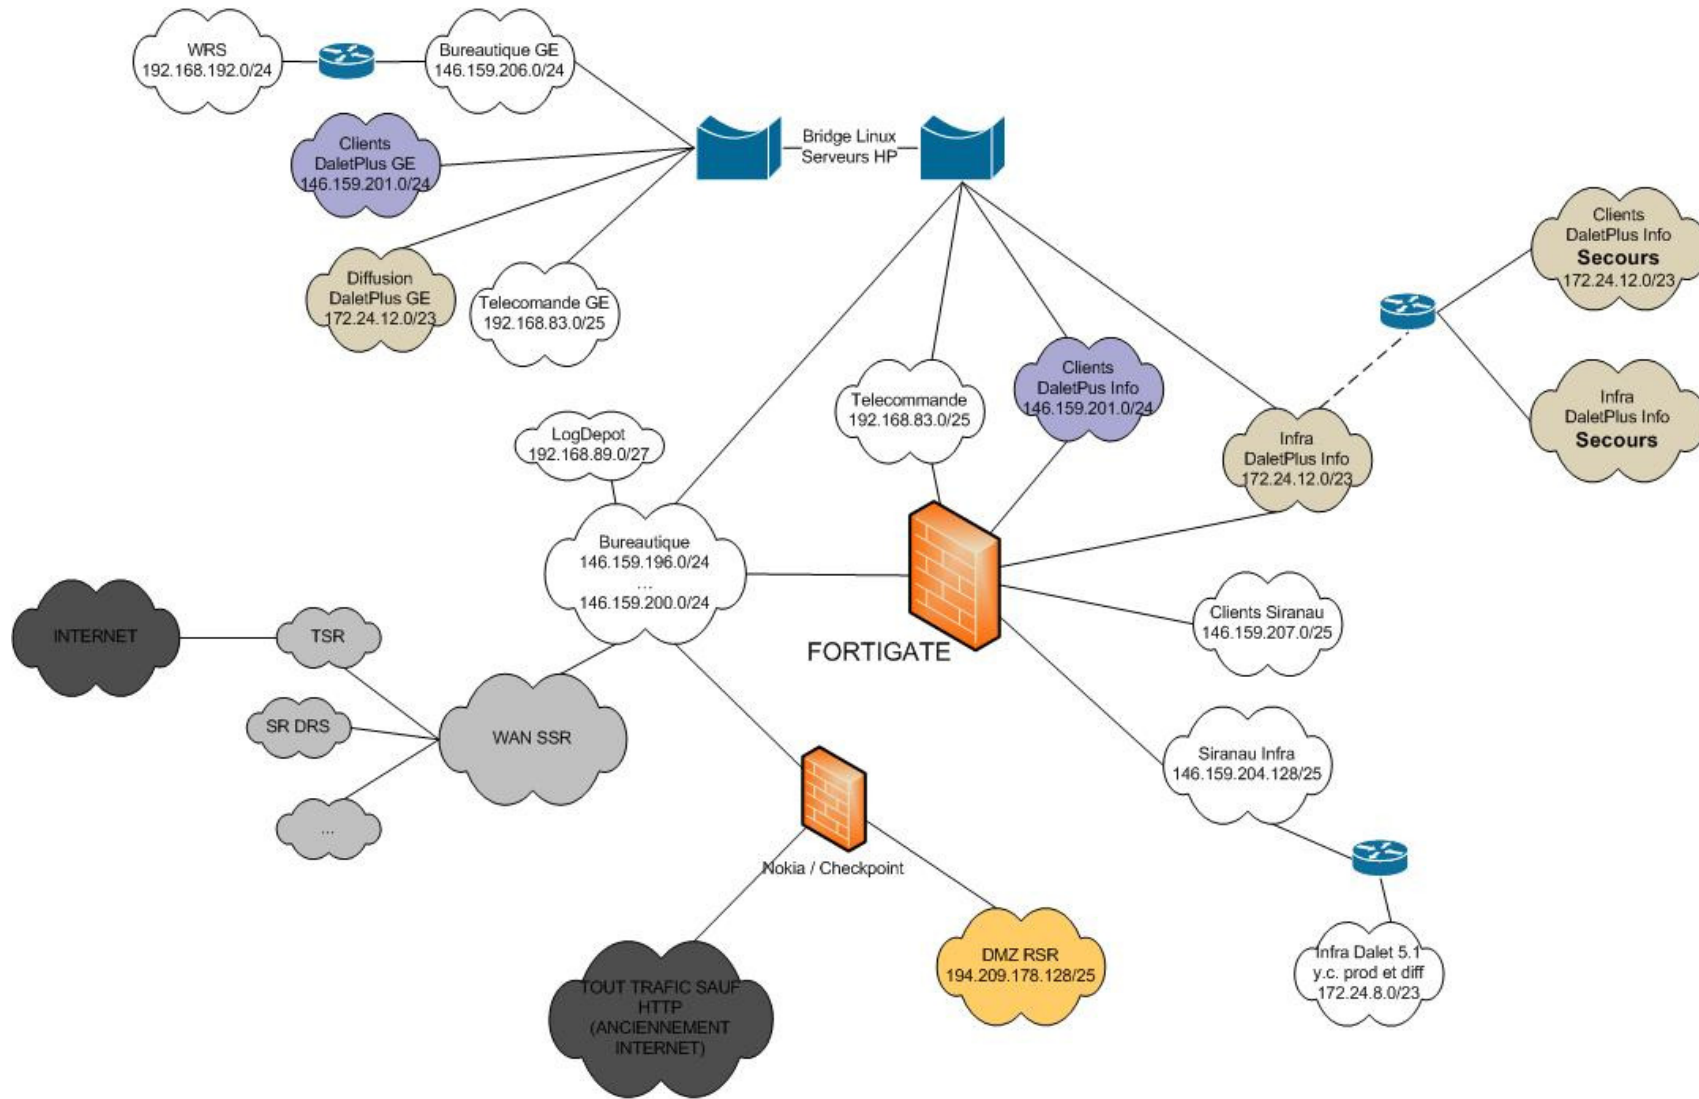 WRS
192.168.192.0/24
Bureautique GE
146.159.206.0/24
Clients
DaletPlus GE
146.159.201.0/24
Bridge Linux
Serveurs HP
Diffusion
DaletPlus GE
172.24.12.0/23
Telecomande GE
192.168.83.0/25
Clients
DaletPlus Info
Secours
172.24.12.0/23
Telecommande
192.168.83.0/25
Clients
DaletPus Info
146.159.201.0/24
Infra
DaletPlus Info
Secours
LogDepot
192.168.89.0/27
Infra
DaletPlus Info
172.24.12.0/23
Bureautique
146.159.196.0/24
...
146.159.200.0/24
FORTIGATE
Clients Siranau
146.159.207.0/25
INTERNET
TSR
SR DRS
...
WAN SSR
Siranau Infra
146.159.204.128/25
Nokia / Checkpoint
DMZ RSR
194.209.178.128/25
Infra Dalet 5.1
y.c. prod et diff
172.24.8.0/23
TOUT TRAFIC SAUF
HTTP
(ANCIENNEMENT
INTERNET)